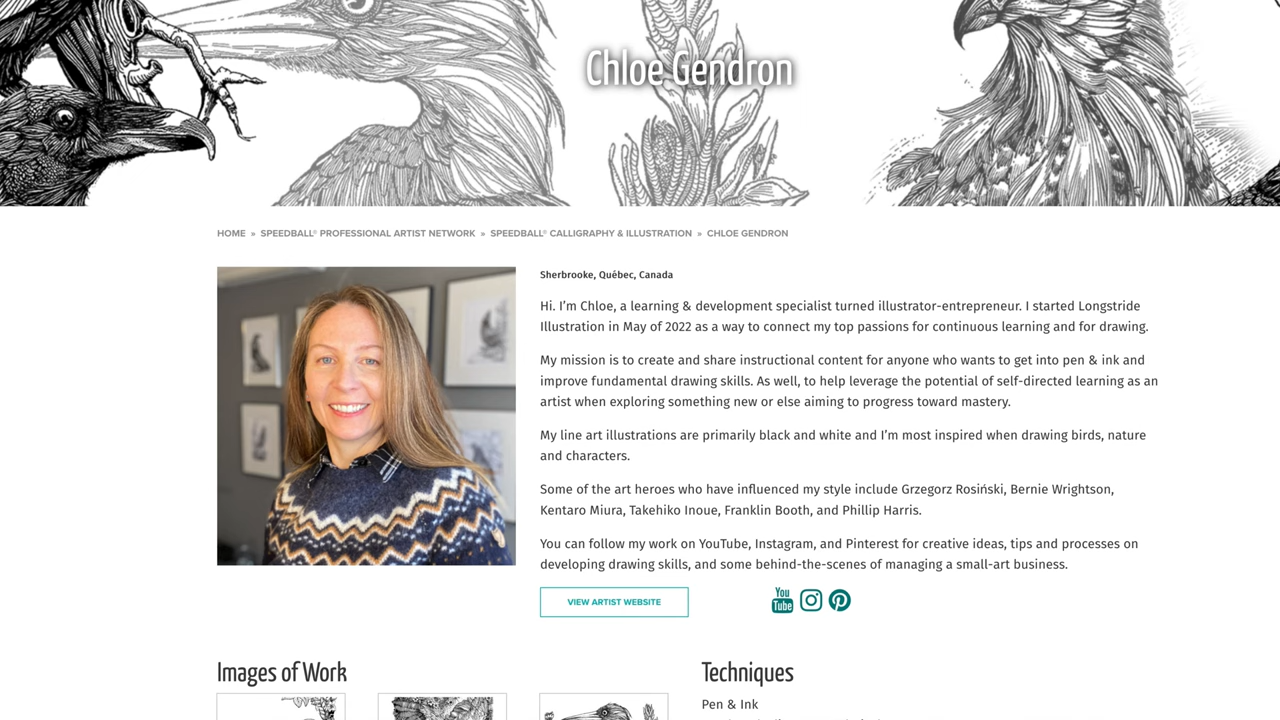 Chloe Gendron
HOME » SPEEDBALL® PROFESSIONAL ARTIST NETWORK » SPEEDBALL® CALLIGRAPHY & ILLUSTRATION » CHLOE GENDRON
Sherbrooke, Québec, Canada
Hi. I’m Chloe, a learning & development specialist turned illustrator-entrepreneur. I started Longstride
Illustration in May of 2022 as a way to connect my top passions for continuous learning and for drawing.
My mission is to create and share instructional content for anyone who wants to get into pen & ink and
improve fundamental drawing skills. As well, to help leverage the potential of self-directed learning as an
artist when exploring something new or else aiming to progress toward mastery.
My line art illustrations are primarily black and white and I’m most inspired when drawing birds, nature
and characters.
Some of the art heroes who have influenced my style include Grzegorz Rosiński, Bernie Wrightson,
Kentaro Miura, Takehiko Inoue, Franklin Booth, and Phillip Harris.
You can follow my work on YouTube, Instagram, and Pinterest for creative ideas, tips and processes on
developing drawing skills, and some behind-the-scenes of managing a small-art business.
VIEW ARTIST WEBSITE
You
Tube
Images of Work
Techniques
Pen & Ink